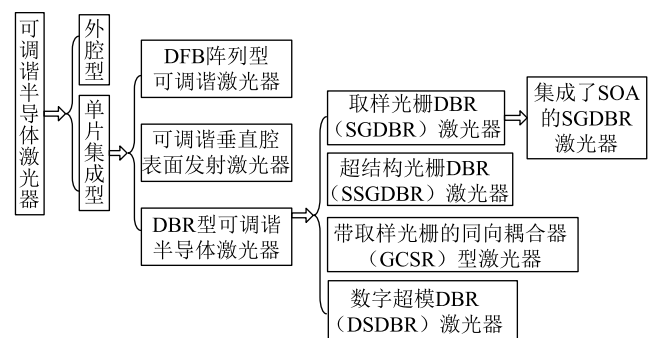 可调谐半导体激光器
外腔型
单片集成型
DFB阵列型
可调谐激光器
可调谐垂直腔
表面发射激光器
DBR型可调谐
半导体激光器
取样光栅DBR
（SGDBR）激光器
超结构光栅DBR
（SSGDBR）激光器
带取样光栅的同向耦合器
（GCSR）型激光器
数字超模DBR
（DSDBR）激光器
集成了SOA
的SGDBR
激光器